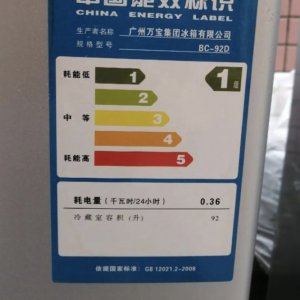 中国能效标识
CHINA ENERGY LABEL
生产者名称 广州万宝集团冰箱有限公司
规格型号 BC-92D
耗能低 1 1级
2
中 等 3
4
耗能高 5
耗电量（千瓦时/24小时） 0.36
冷藏室容积（升） 92
依据国家标准：GB 12021.2-2008